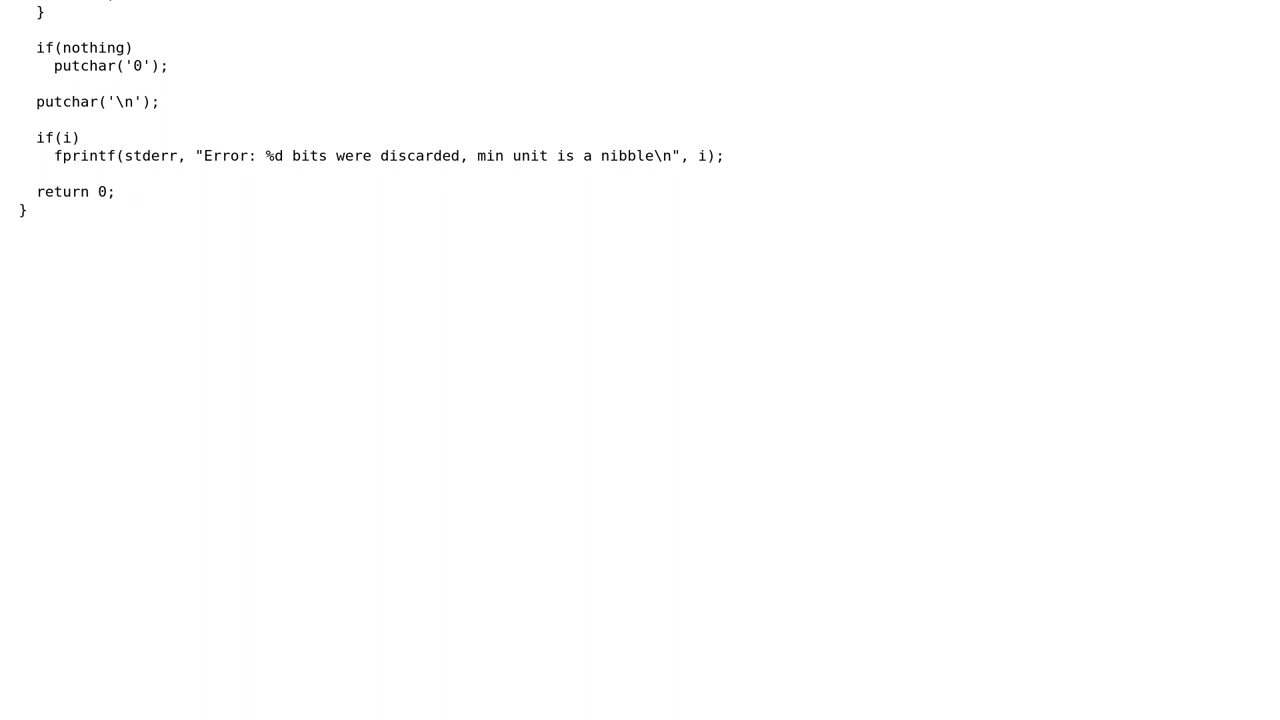 }
if(nothing)
putchar('0');
putchar('\n');
if(i)
fprintf(stderr, "Error: %d bits were discarded, min unit is a nibble\n", i);
return 0;
}